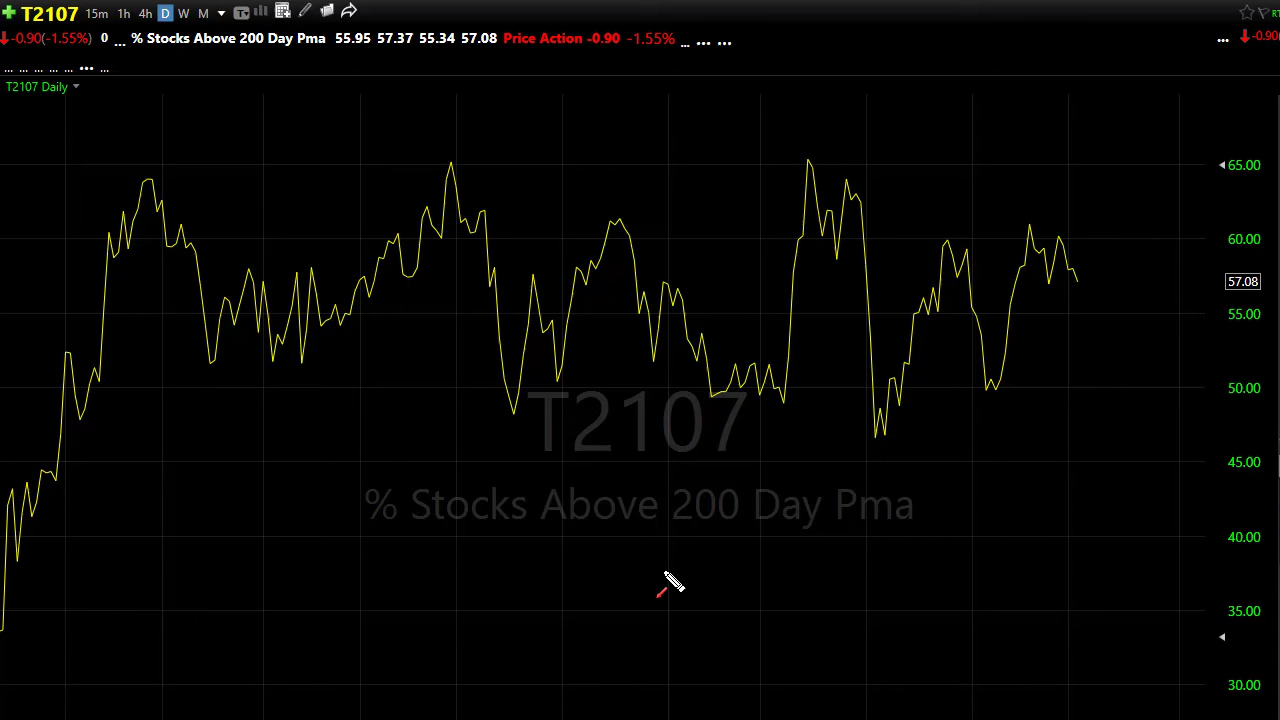 T2107 15m 1h 4h D W M T
-0.90(-1.55%) 0 ... % Stocks Above 200 Day Pma 55.95 57.37 55.34 57.08 Price Action -0.90 -1.55% ... ... ... ... -0.90(
... ... ... ... ... ... ...
T2107 Daily
65.00
60.00
57.08
55.00
50.00
T2107
45.00
% Stocks Above 200 Day Pma
40.00
35.00
30.00